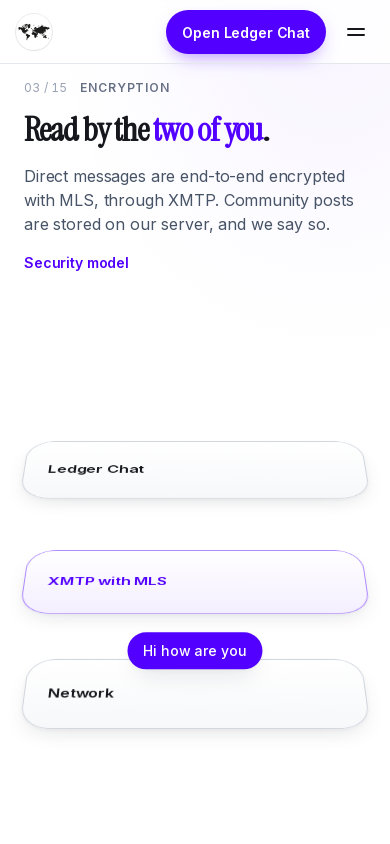 Open Ledger Chat
03 / 15 ENCRYPTION
Read by the two of you.
Direct messages are end-to-end encrypted
with MLS, through XMTP. Community posts
are stored on our server, and we say so.
Security model
Ledger Chat
XMTP with MLS
Hi how are you
Network